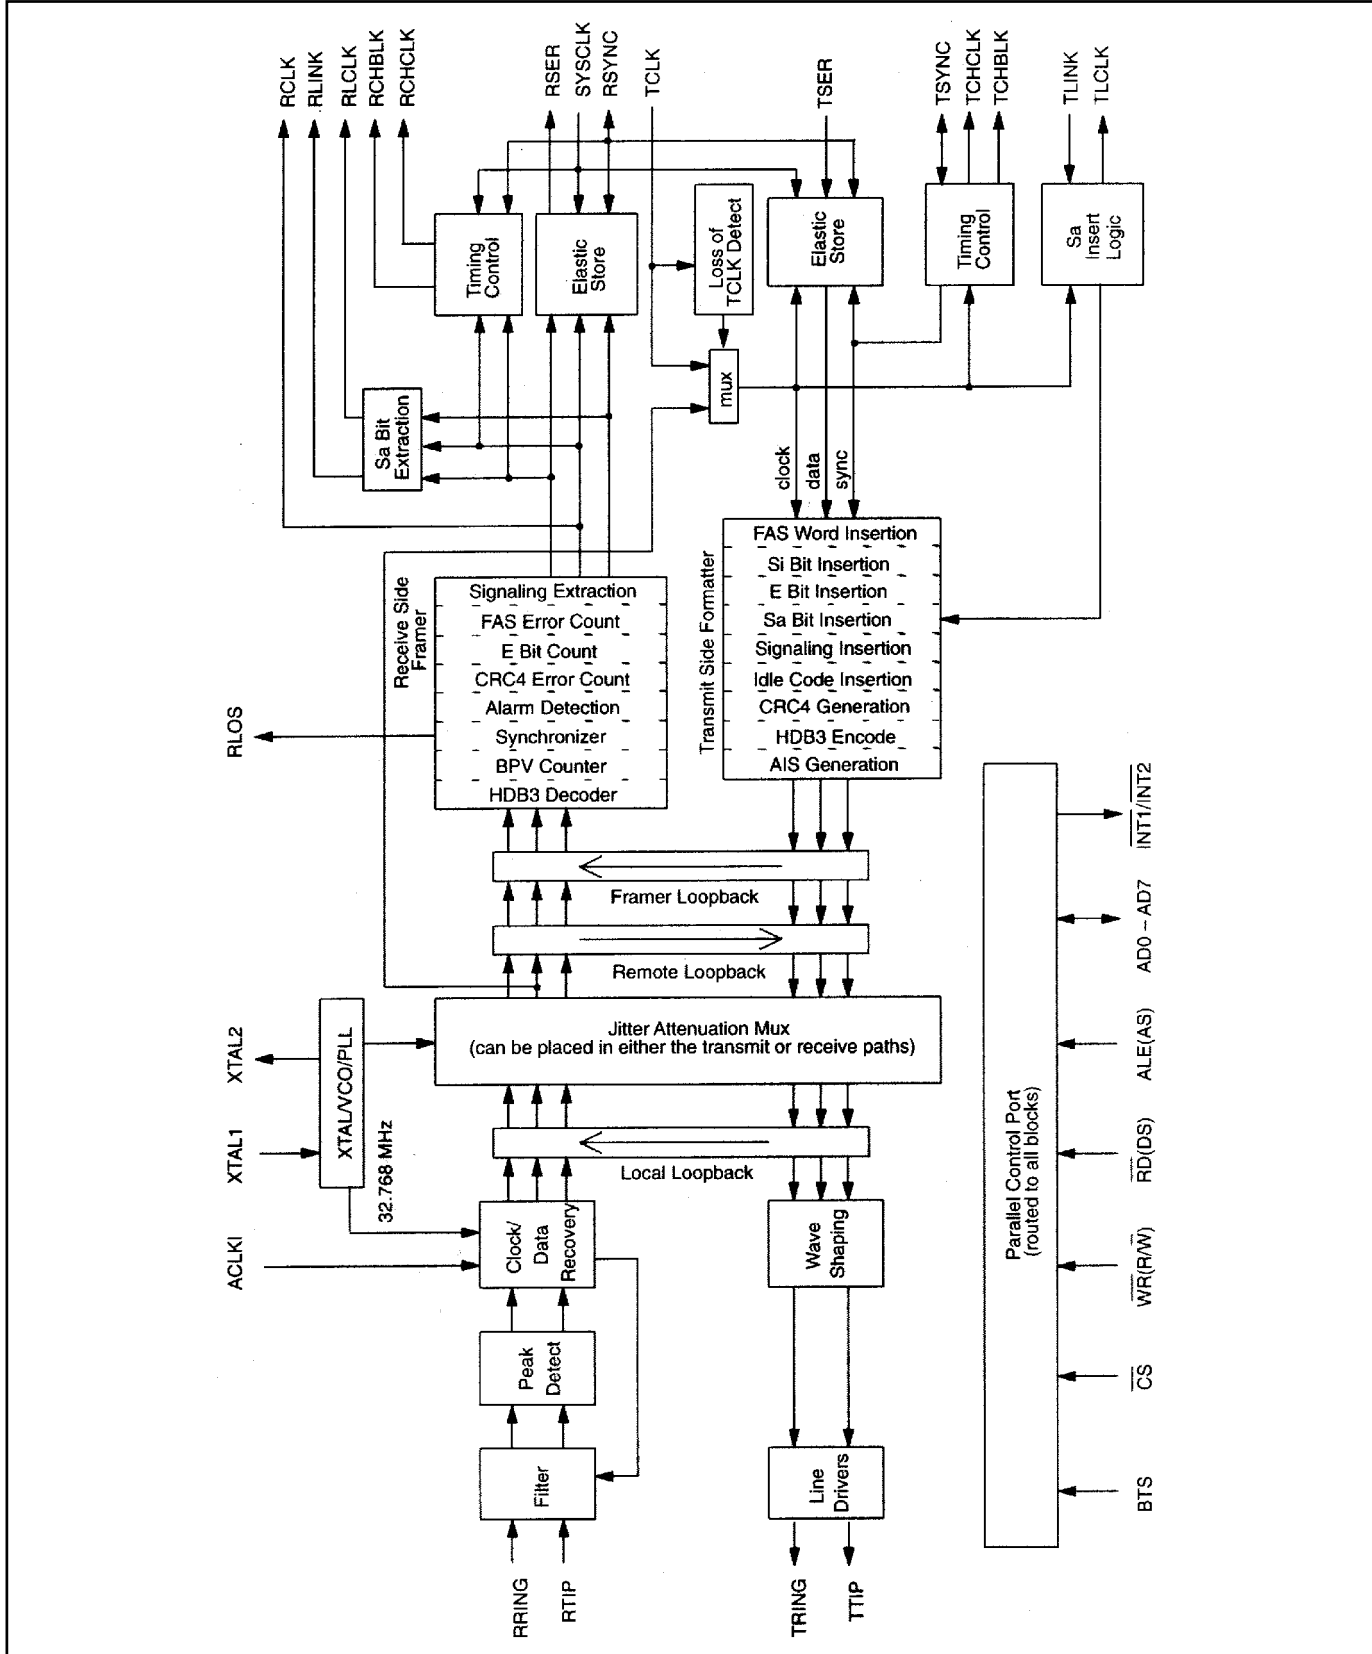 RCLK
RLINK
RLCLK
RCHBLK
RCHCLK
RSER
SYSCLK
RSYNC
TCLK
TSER
TSYNC
TCHCLK
TCHBLK
TLINK
TLCLK
Timing
Control
Elastic
Store
Loss of
TCLK Detect
Elastic
Store
Timing
Control
Sa
Insert
Logic
mux
Sa Bit
Extraction
clock
data
sync
Receive Side
Framer
Signaling Extraction
FAS Error Count
E Bit Count
CRC4 Error Count
Alarm Detection
Synchronizer
BPV Counter
HDB3 Decoder
Transmit Side Formatter
FAS Word Insertion
Si Bit Insertion
E Bit Insertion
Sa Bit Insertion
Signaling Insertion
Idle Code Insertion
CRC4 Generation
HDB3 Encode
AIS Generation
RLOS
Framer Loopback
Remote Loopback
Jitter Attenuation Mux
(can be placed in either the transmit or receive paths)
Local Loopback
XTAL2
XTAL1
ACLKI
XTAL/VCO/PLL
32.768 MHz
Clock/
Data
Recovery
Peak
Detect
Filter
RRING
RTIP
Wave
Shaping
Line
Drivers
TRING
TTIP
Parallel Control Port
(routed to all blocks)
INT1/INT2
AD0 – AD7
ALE(AS)
RD(DS)
WR(R/W)
CS
BTS